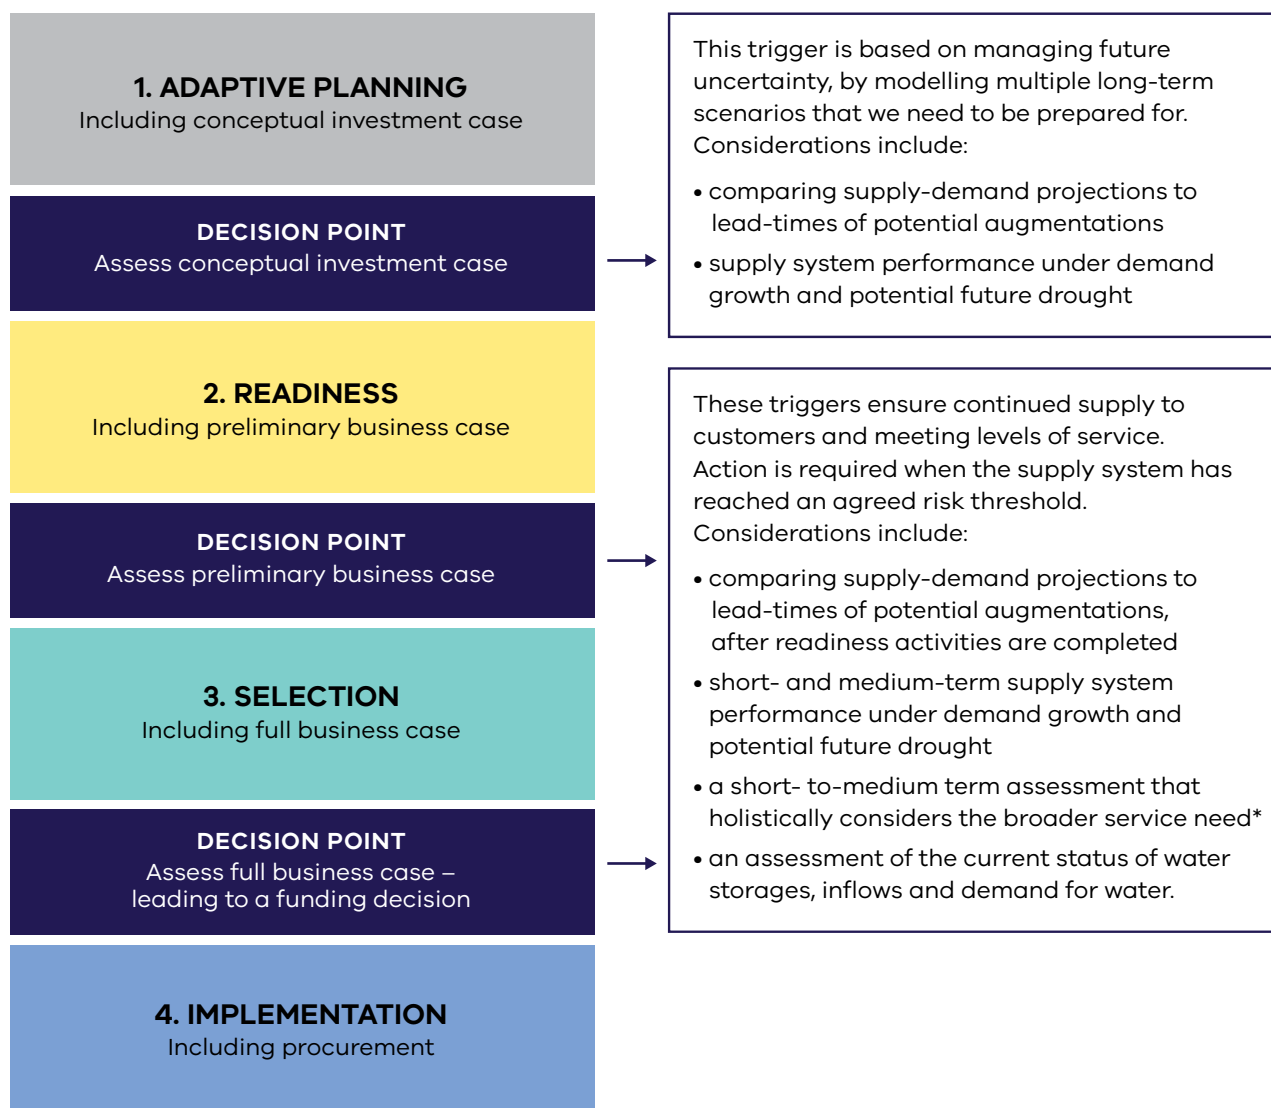 1. ADAPTIVE PLANNING
Including conceptual investment case
DECISION POINT
Assess conceptual investment case
This trigger is based on managing future
uncertainty, by modelling multiple long-term
scenarios that we need to be prepared for.
Considerations include:
• comparing supply-demand projections to
lead-times of potential augmentations
• supply system performance under demand
growth and potential future drought
2. READINESS
Including preliminary business case
DECISION POINT
Assess preliminary business case
3. SELECTION
Including full business case
DECISION POINT
Assess full business case –
leading to a funding decision
These triggers ensure continued supply to
customers and meeting levels of service.
Action is required when the supply system has
reached an agreed risk threshold.
Considerations include:
• comparing supply-demand projections to
lead-times of potential augmentations,
after readiness activities are completed
• short- and medium-term supply system
performance under demand growth and
potential future drought
• a short- to-medium term assessment that
holistically considers the broader service need*
• an assessment of the current status of water
storages, inflows and demand for water.
4. IMPLEMENTATION
Including procurement